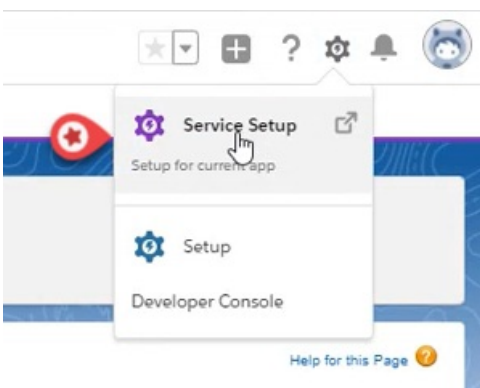 Service Setup
Setup for current app
Setup
Developer Console
Help for this Page